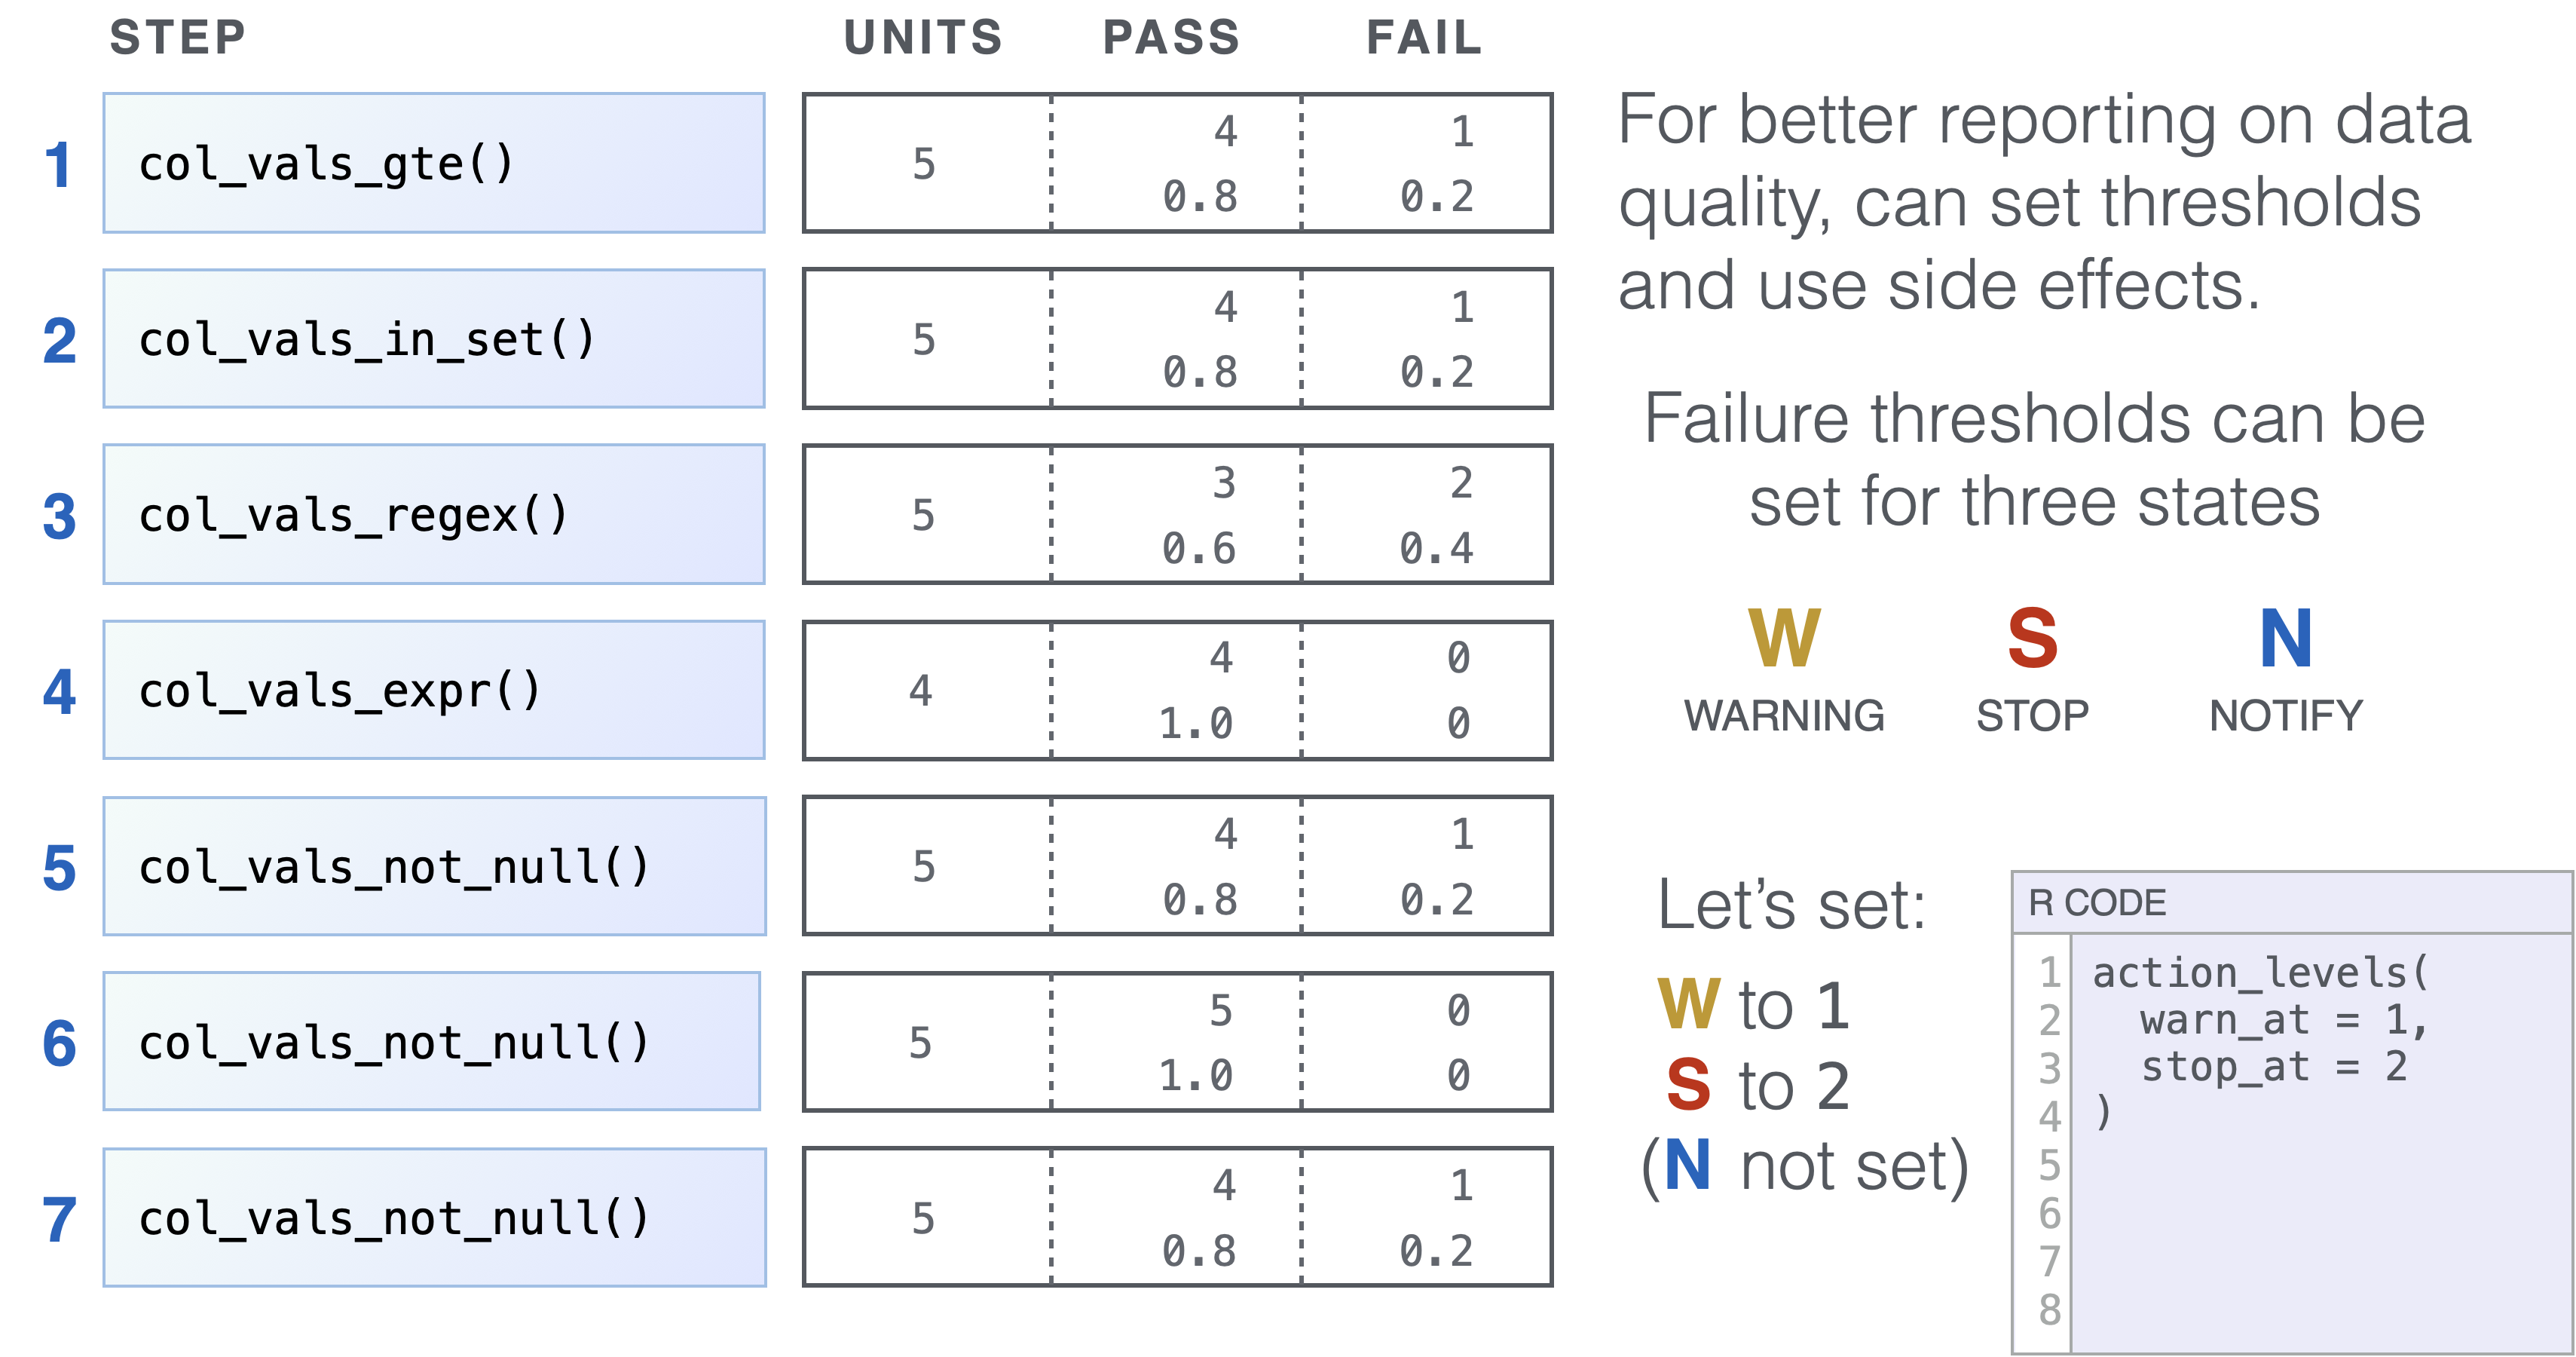 STEP UNITS PASS FAIL
1 col_vals_gte() 5 4 1
0.8 0.2
2 col_vals_in_set() 5 4 1
0.8 0.2
3 col_vals_regex() 5 3 2
0.6 0.4
4 col_vals_expr() 4 4 0
1.0 0
5 col_vals_not_null() 5 4 1
0.8 0.2
6 col_vals_not_null() 5 5 0
1.0 0
7 col_vals_not_null() 5 4 1
0.8 0.2
For better reporting on data
quality, can set thresholds
and use side effects.
Failure thresholds can be
set for three states
W S N
WARNING STOP NOTIFY
Let’s set:
W to 1
S to 2
(N not set)
R CODE
1 action_levels(
2 warn_at = 1,
3 stop_at = 2
4 )
5
6
7
8